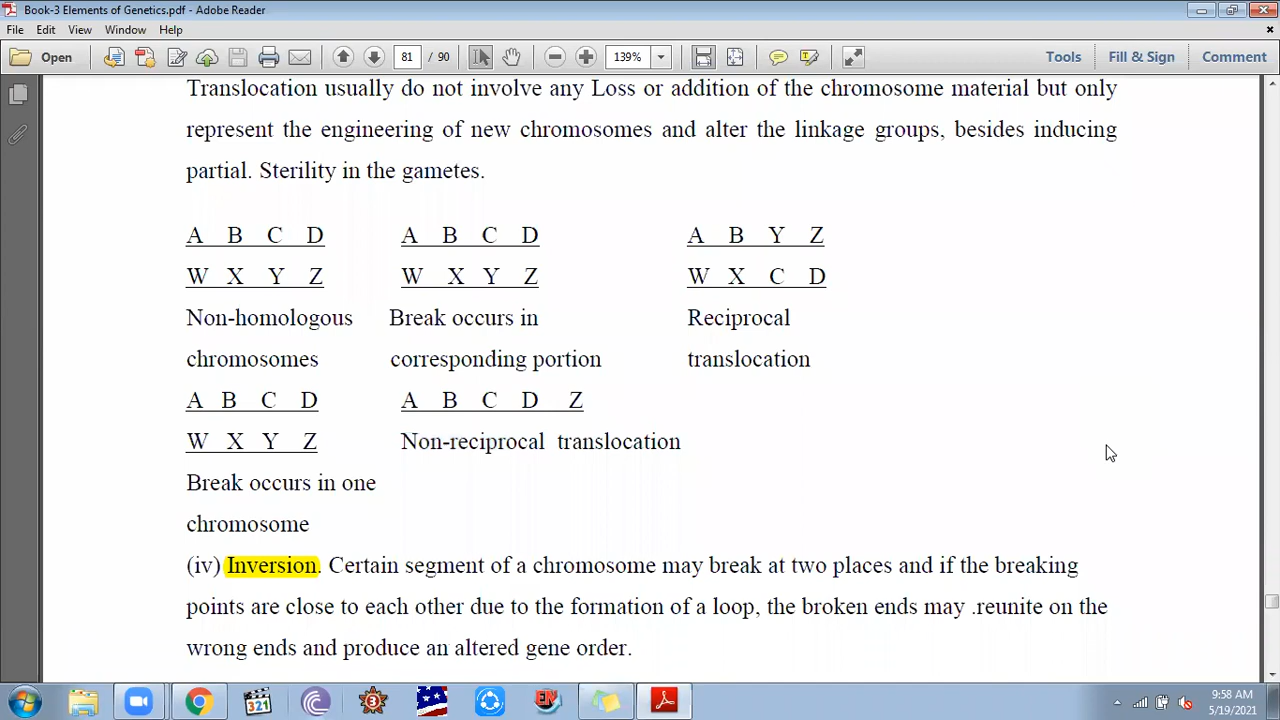 Book-3 Elements of Genetics.pdf - Adobe Reader
File Edit View Window Help
Open 81 / 90 139% Tools Fill & Sign Comment
Translocation usually do not involve any Loss or addition of the chromosome material but only
represent the engineering of new chromosomes and alter the linkage groups, besides inducing
partial. Sterility in the gametes.
A B C D A B C D A B Y Z
W X Y Z W X Y Z W X C D
Non-homologous Break occurs in Reciprocal
chromosomes corresponding portion translocation
A B C D A B C D Z
W X Y Z Non-reciprocal translocation
Break occurs in one
chromosome
(iv) Inversion. Certain segment of a chromosome may break at two places and if the breaking
points are close to each other due to the formation of a loop, the broken ends may .reunite on the
wrong ends and produce an altered gene order.
321 3 EN 9:58 AM
5/19/2021